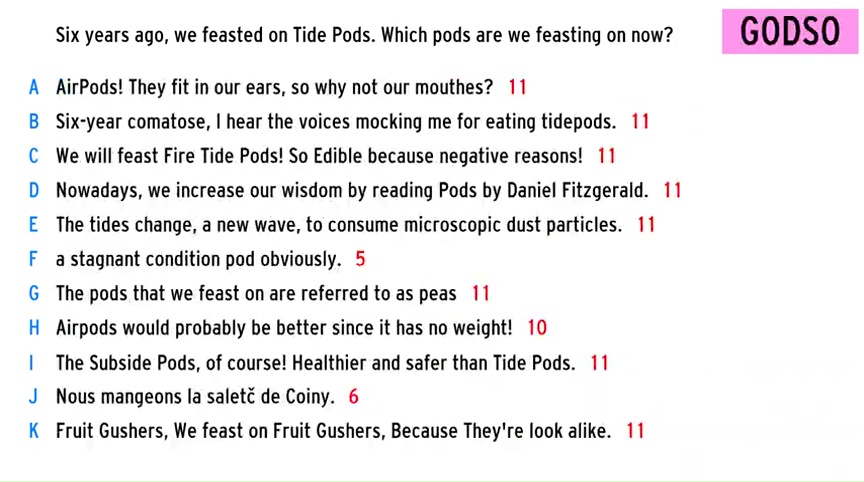 Six years ago, we feasted on Tide Pods. Which pods are we feasting on now?
GODSO
A AirPods! They fit in our ears, so why not our mouthes? 11
B Six-year comatose, I hear the voices mocking me for eating tidepods. 11
C We will feast Fire Tide Pods! So Edible because negative reasons! 11
D Nowadays, we increase our wisdom by reading Pods by Daniel Fitzgerald. 11
E The tides change, a new wave, to consume microscopic dust particles. 11
F a stagnant condition pod obviously. 5
G The pods that we feast on are referred to as peas 11
H Airpods would probably be better since it has no weight! 10
I The Subside Pods, of course! Healthier and safer than Tide Pods. 11
J Nous mangeons la saletč de Coiny. 6
K Fruit Gushers, We feast on Fruit Gushers, Because They're look alike. 11